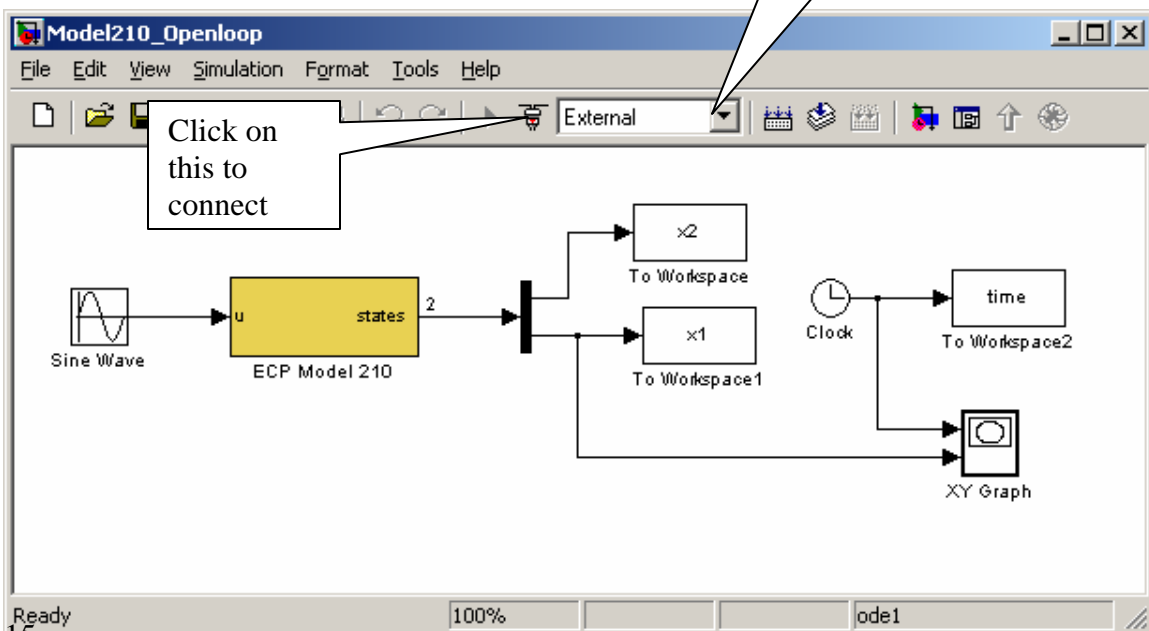 Model210_Openloop
File Edit View Simulation Format Tools Help
External
Click on
this to
connect
x2
To Workspace
time
Clock
To Workspace2
u
states
2
x1
Sine Wave
ECP Model 210
To Workspace1
XY Graph
Ready
100%
ode1